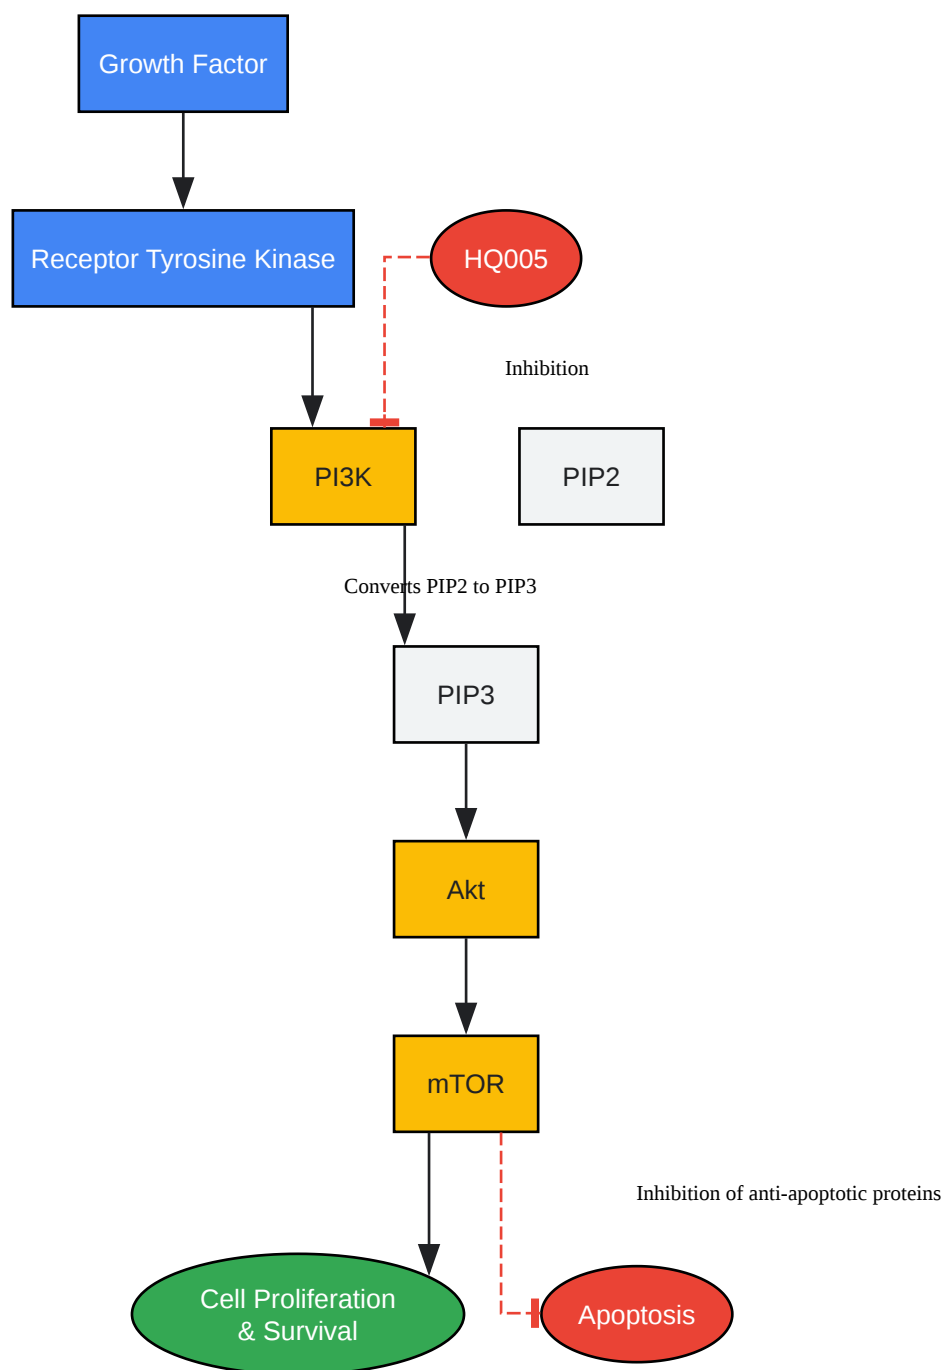 Growth Factor
Receptor Tyrosine Kinase
HQ005
Inhibition
PI3K
PIP2
Converts PIP2 to PIP3
PIP3
Akt
mTOR
Inhibition of anti-apoptotic proteins
Cell Proliferation
& Survival
Apoptosis